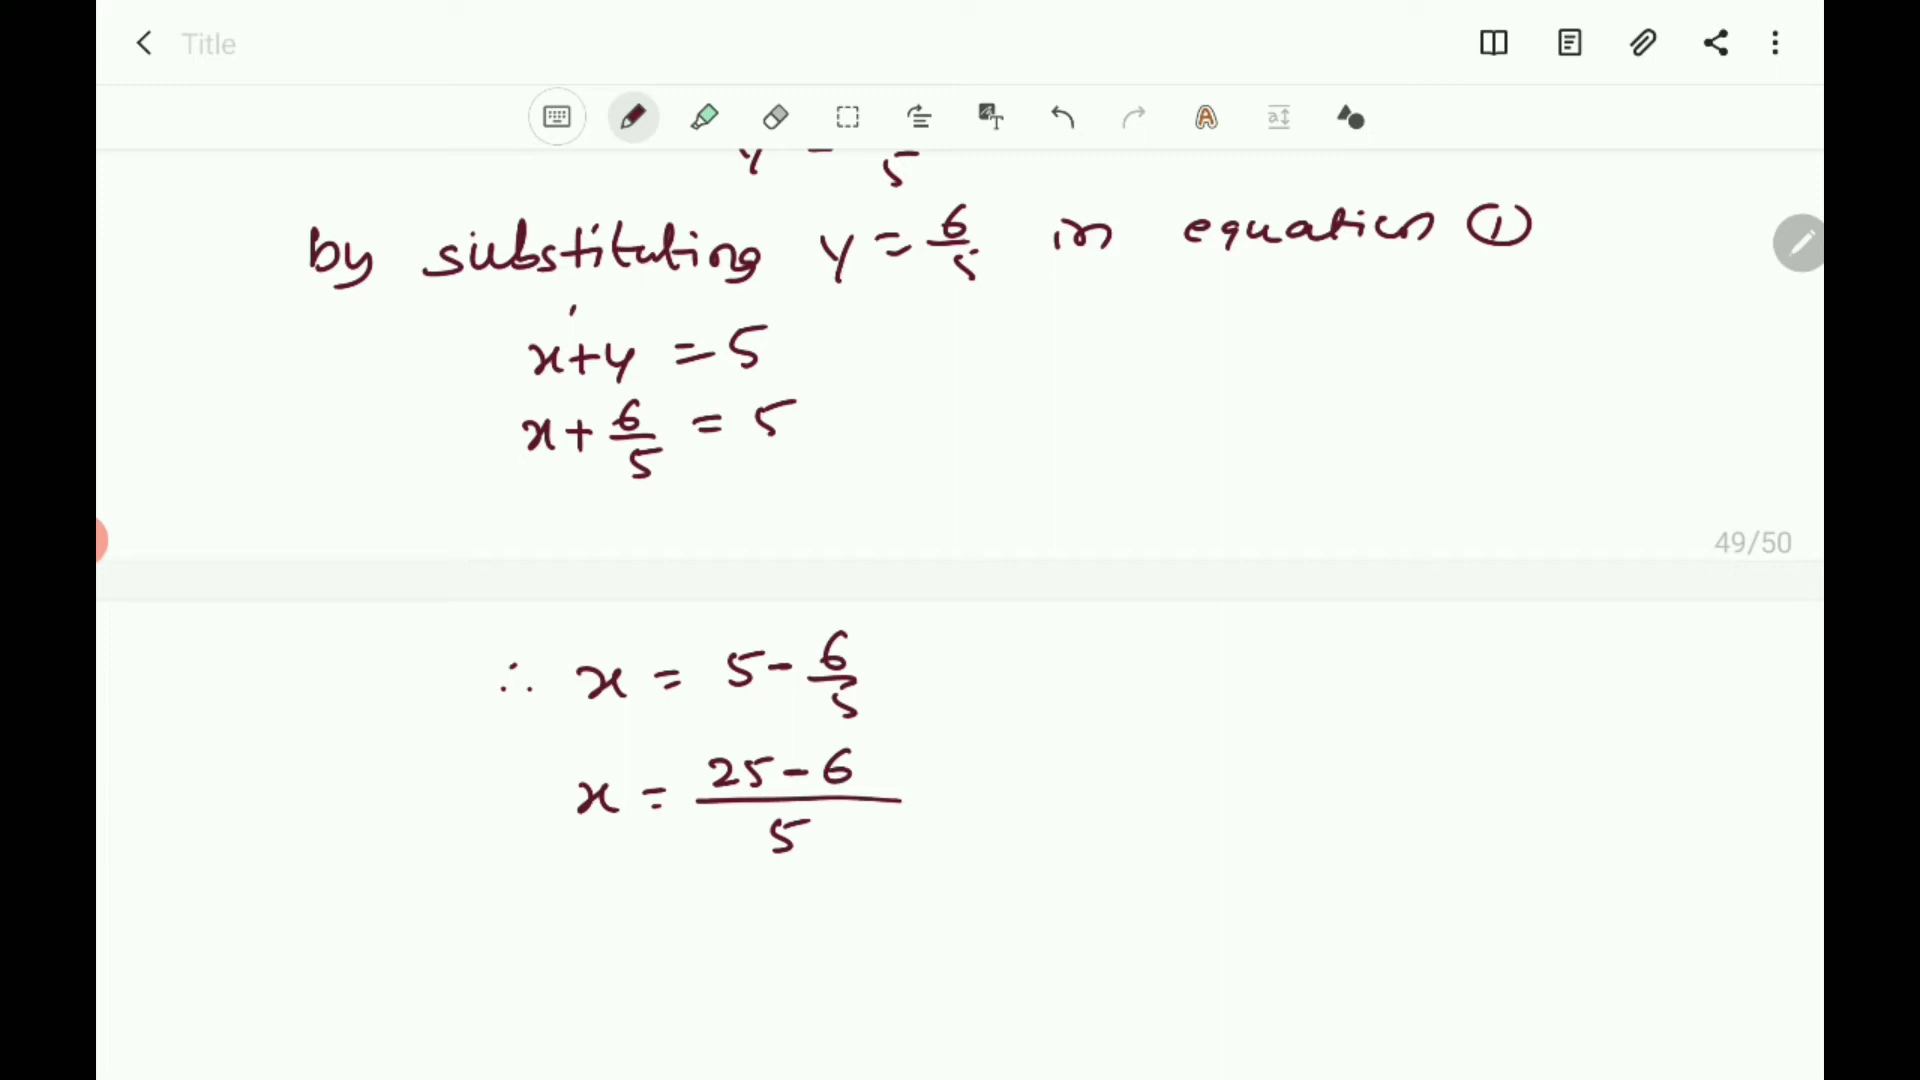 Title
y = /5
by substituting y = 6/5 in equation ①
x+y = 5
x + 6/5 = 5
49/50
∴ x = 5 - 6/5
x = 25 - 6 / 5